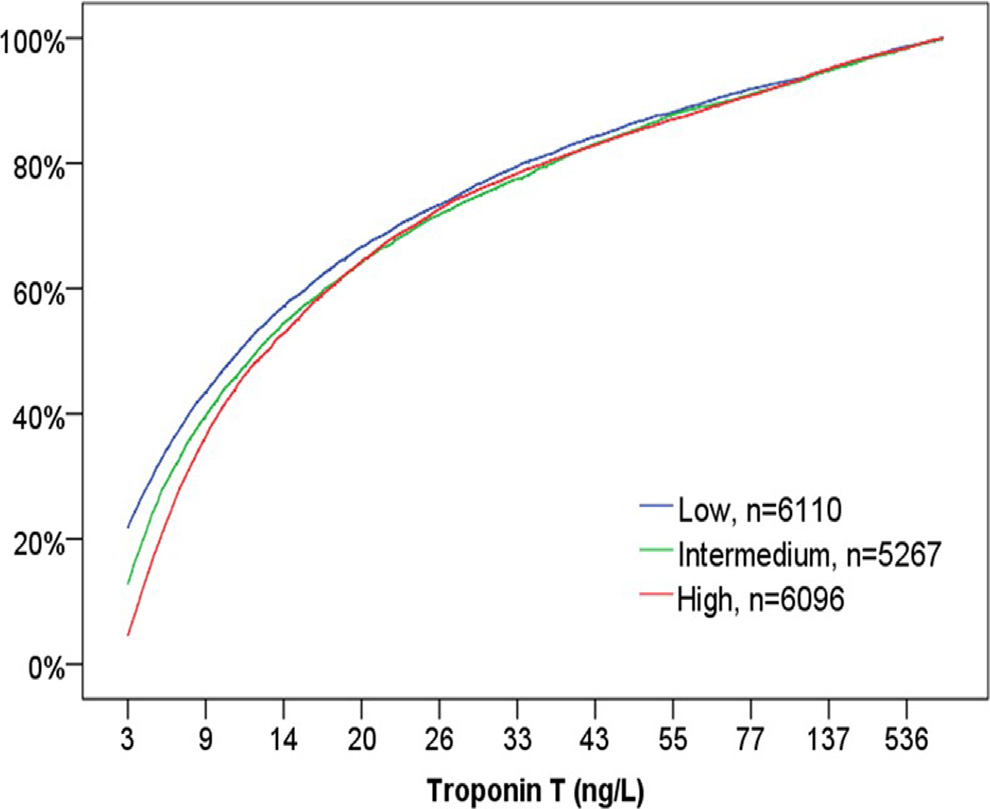 100%
80%
60%
40%
20%
0%
Low, n=6110
Intermedium, n=5267
High, n=6096
3 9 14 20 26 33 43 55 77 137 536
Troponin T (ng/L)